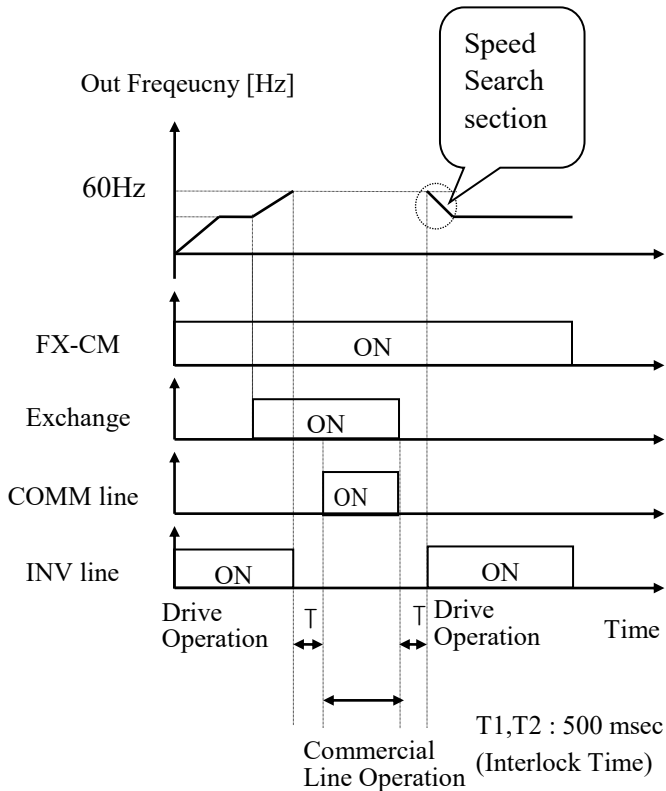 Speed
Search
section
Out Freqeucny [Hz]
60Hz
FX-CM
ON
Exchange
ON
COMM line
ON
INV line
ON
ON
Drive
Operation
T
T
Drive
Operation
Time
T1,T2 : 500 msec
(Interlock Time)
Commercial
Line Operation